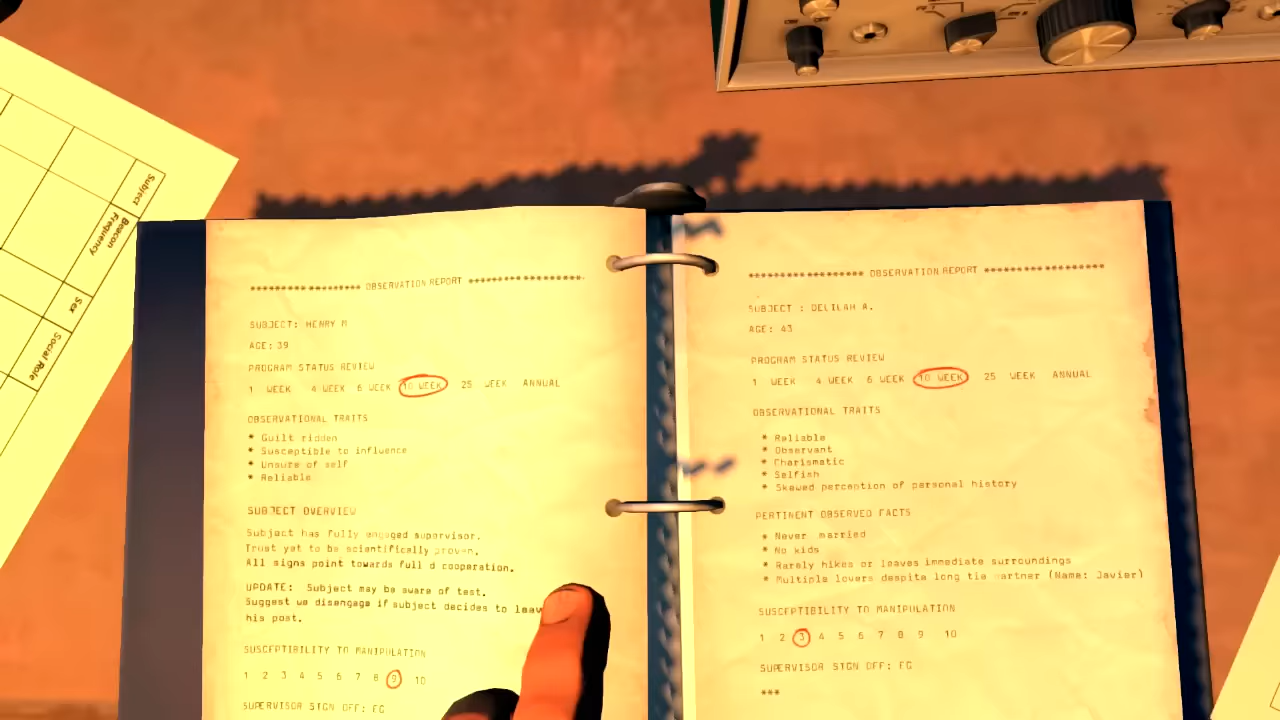 Subject
Beacon
Frequency
Sex
Social Role
****************** OBSERVATION REPORT ******************
SUBJECT: HENRY M
AGE: 39
PROGRAM STATUS REVIEW
1 WEEK 4 WEEK 6 WEEK 10 WEEK 25 WEEK ANNUAL
OBSERVATIONAL TRAITS
* Guilt ridden
* Susceptible to influence
* Unsure of self
* Reliable
SUBJECT OVERVIEW
Subject has fully engaged supervisor.
Trust yet to be scientifically proven.
All signs point towards full d cooperation.
UPDATE: Subject may be aware of test.
Suggest we disengage if subject decides to leav
his post.
SUSCEPTIBILITY TO MANIPULATION
1 2 3 4 5 6 7 8 9 10
SUPERVISOR SIGN OFF: FG
****************** OBSERVATION REPORT *******************
SUBJECT : DELILAH A.
AGE: 43
PROGRAM STATUS REVIEW
1 WEEK 4 WEEK 6 WEEK 10 WEEK 25 WEEK ANNUAL
OBSERVATIONAL TRAITS
* Reliable
* Observant
* Charismatic
* Selfish
* Skewed perception of personal history
PERTINENT OBSERVED FACTS
* Never married
* No kids
* Rarely hikes or leaves immediate surroundings
* Multiple lovers despite long tie partner (Name: Javier)
SUSCEPTIBILITY TO MANIPULATION
1 2 3 4 5 6 7 8 9 10
SUPERVISOR SIGN OFF: FG
***